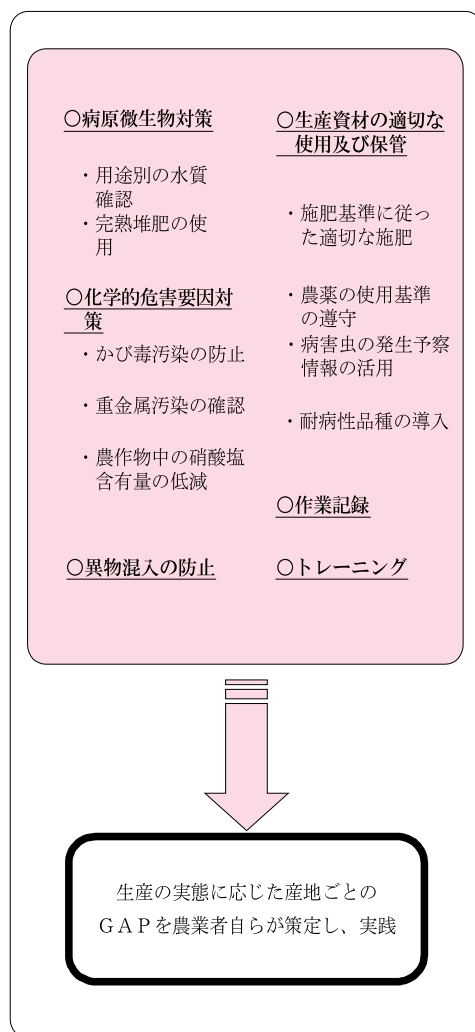 ○病原微生物対策
・用途別の水質
確認
・完熟堆肥の使
用
○化学的危害要因対
策
・かび毒汚染の防止
・重金属汚染の確認
・農作物中の硝酸塩
含有量の低減
○異物混入の防止
○生産資材の適切な
使用及び保管
・施肥基準に従っ
た適切な施肥
・農薬の使用基準
の遵守
・病害虫の発生予察
情報の活用
・耐病性品種の導入
○作業記録
○トレーニング
生産の実態に応じた産地ごとの
ＧＡＰを農業者自らが策定し、実践